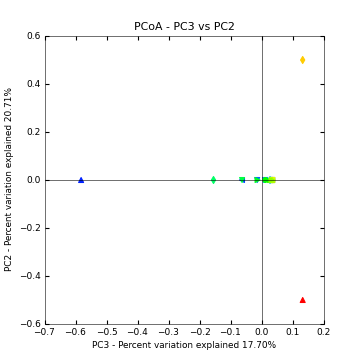 PCoA - PC3 vs PC2
0.6
0.4
0.2
0.0
−0.2
−0.4
−0.6
PC2 - Percent variation explained 20.71%
−0.7 −0.6 −0.5 −0.4 −0.3 −0.2 −0.1 0.0 0.1 0.2
PC3 - Percent variation explained 17.70%